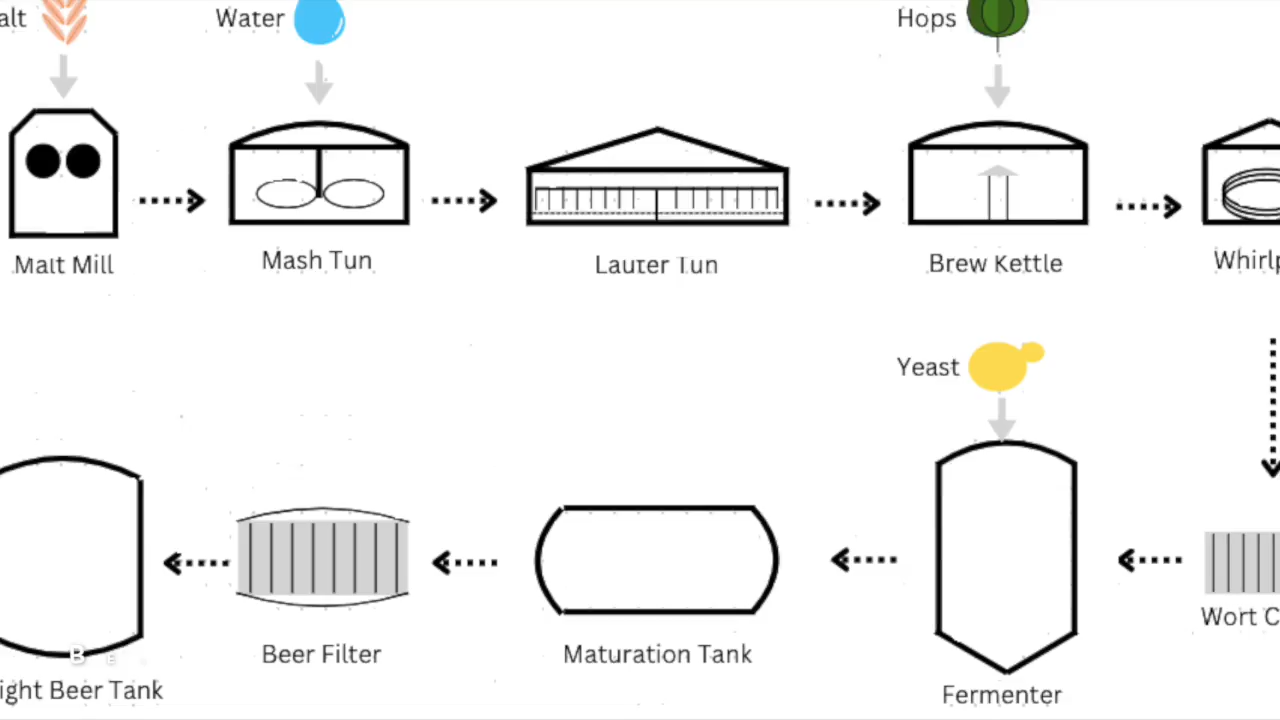 alt
Water
Hops
Malt Mill
Mash Tun
Lauter Tun
Brew Kettle
Whirlp
Yeast
ight Beer Tank
Beer Filter
Maturation Tank
Fermenter
Wort C
B E